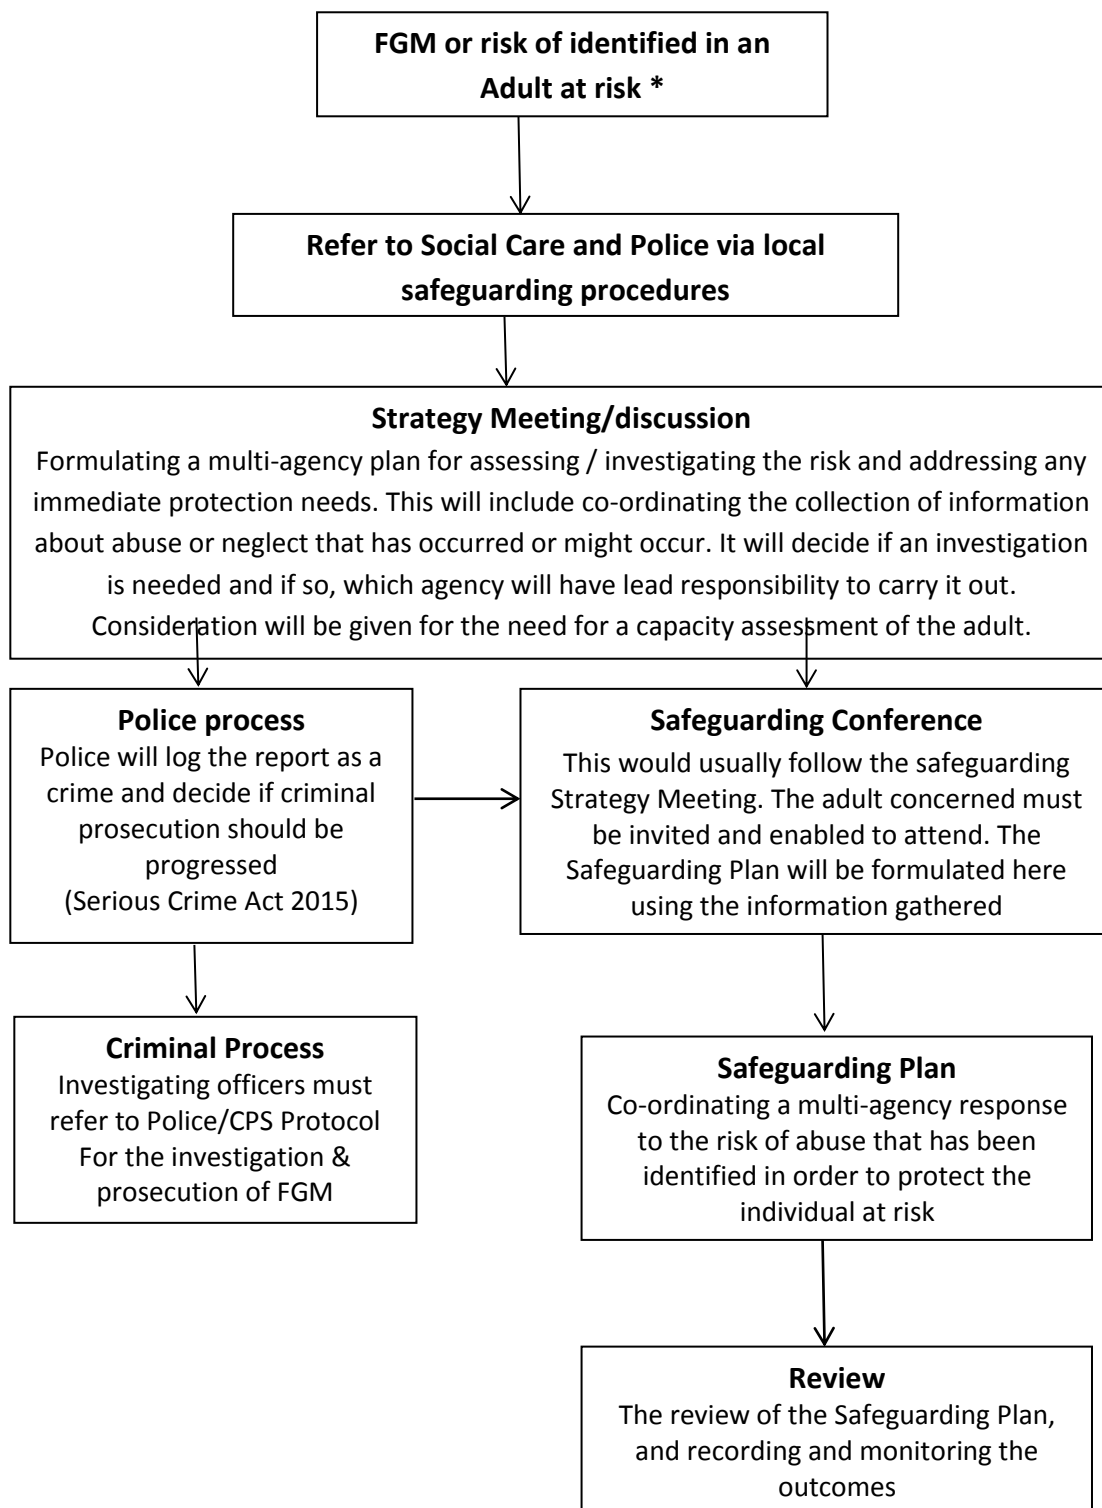 FGM or risk of identified in an
Adult at risk *
Refer to Social Care and Police via local
safeguarding procedures
Strategy Meeting/discussion
Formulating a multi-agency plan for assessing / investigating the risk and addressing any
immediate protection needs. This will include co-ordinating the collection of information
about abuse or neglect that has occurred or might occur. It will decide if an investigation
is needed and if so, which agency will have lead responsibility to carry it out.
Consideration will be given for the need for a capacity assessment of the adult.
Police process
Police will log the report as a
crime and decide if criminal
prosecution should be
progressed
(Serious Crime Act 2015)
Safeguarding Conference
This would usually follow the safeguarding
Strategy Meeting. The adult concerned must
be invited and enabled to attend. The
Safeguarding Plan will be formulated here
using the information gathered
Criminal Process
Investigating officers must
refer to Police/CPS Protocol
For the investigation &
prosecution of FGM
Safeguarding Plan
Co-ordinating a multi-agency response
to the risk of abuse that has been
identified in order to protect the
individual at risk
Review
The review of the Safeguarding Plan,
and recording and monitoring the
outcomes